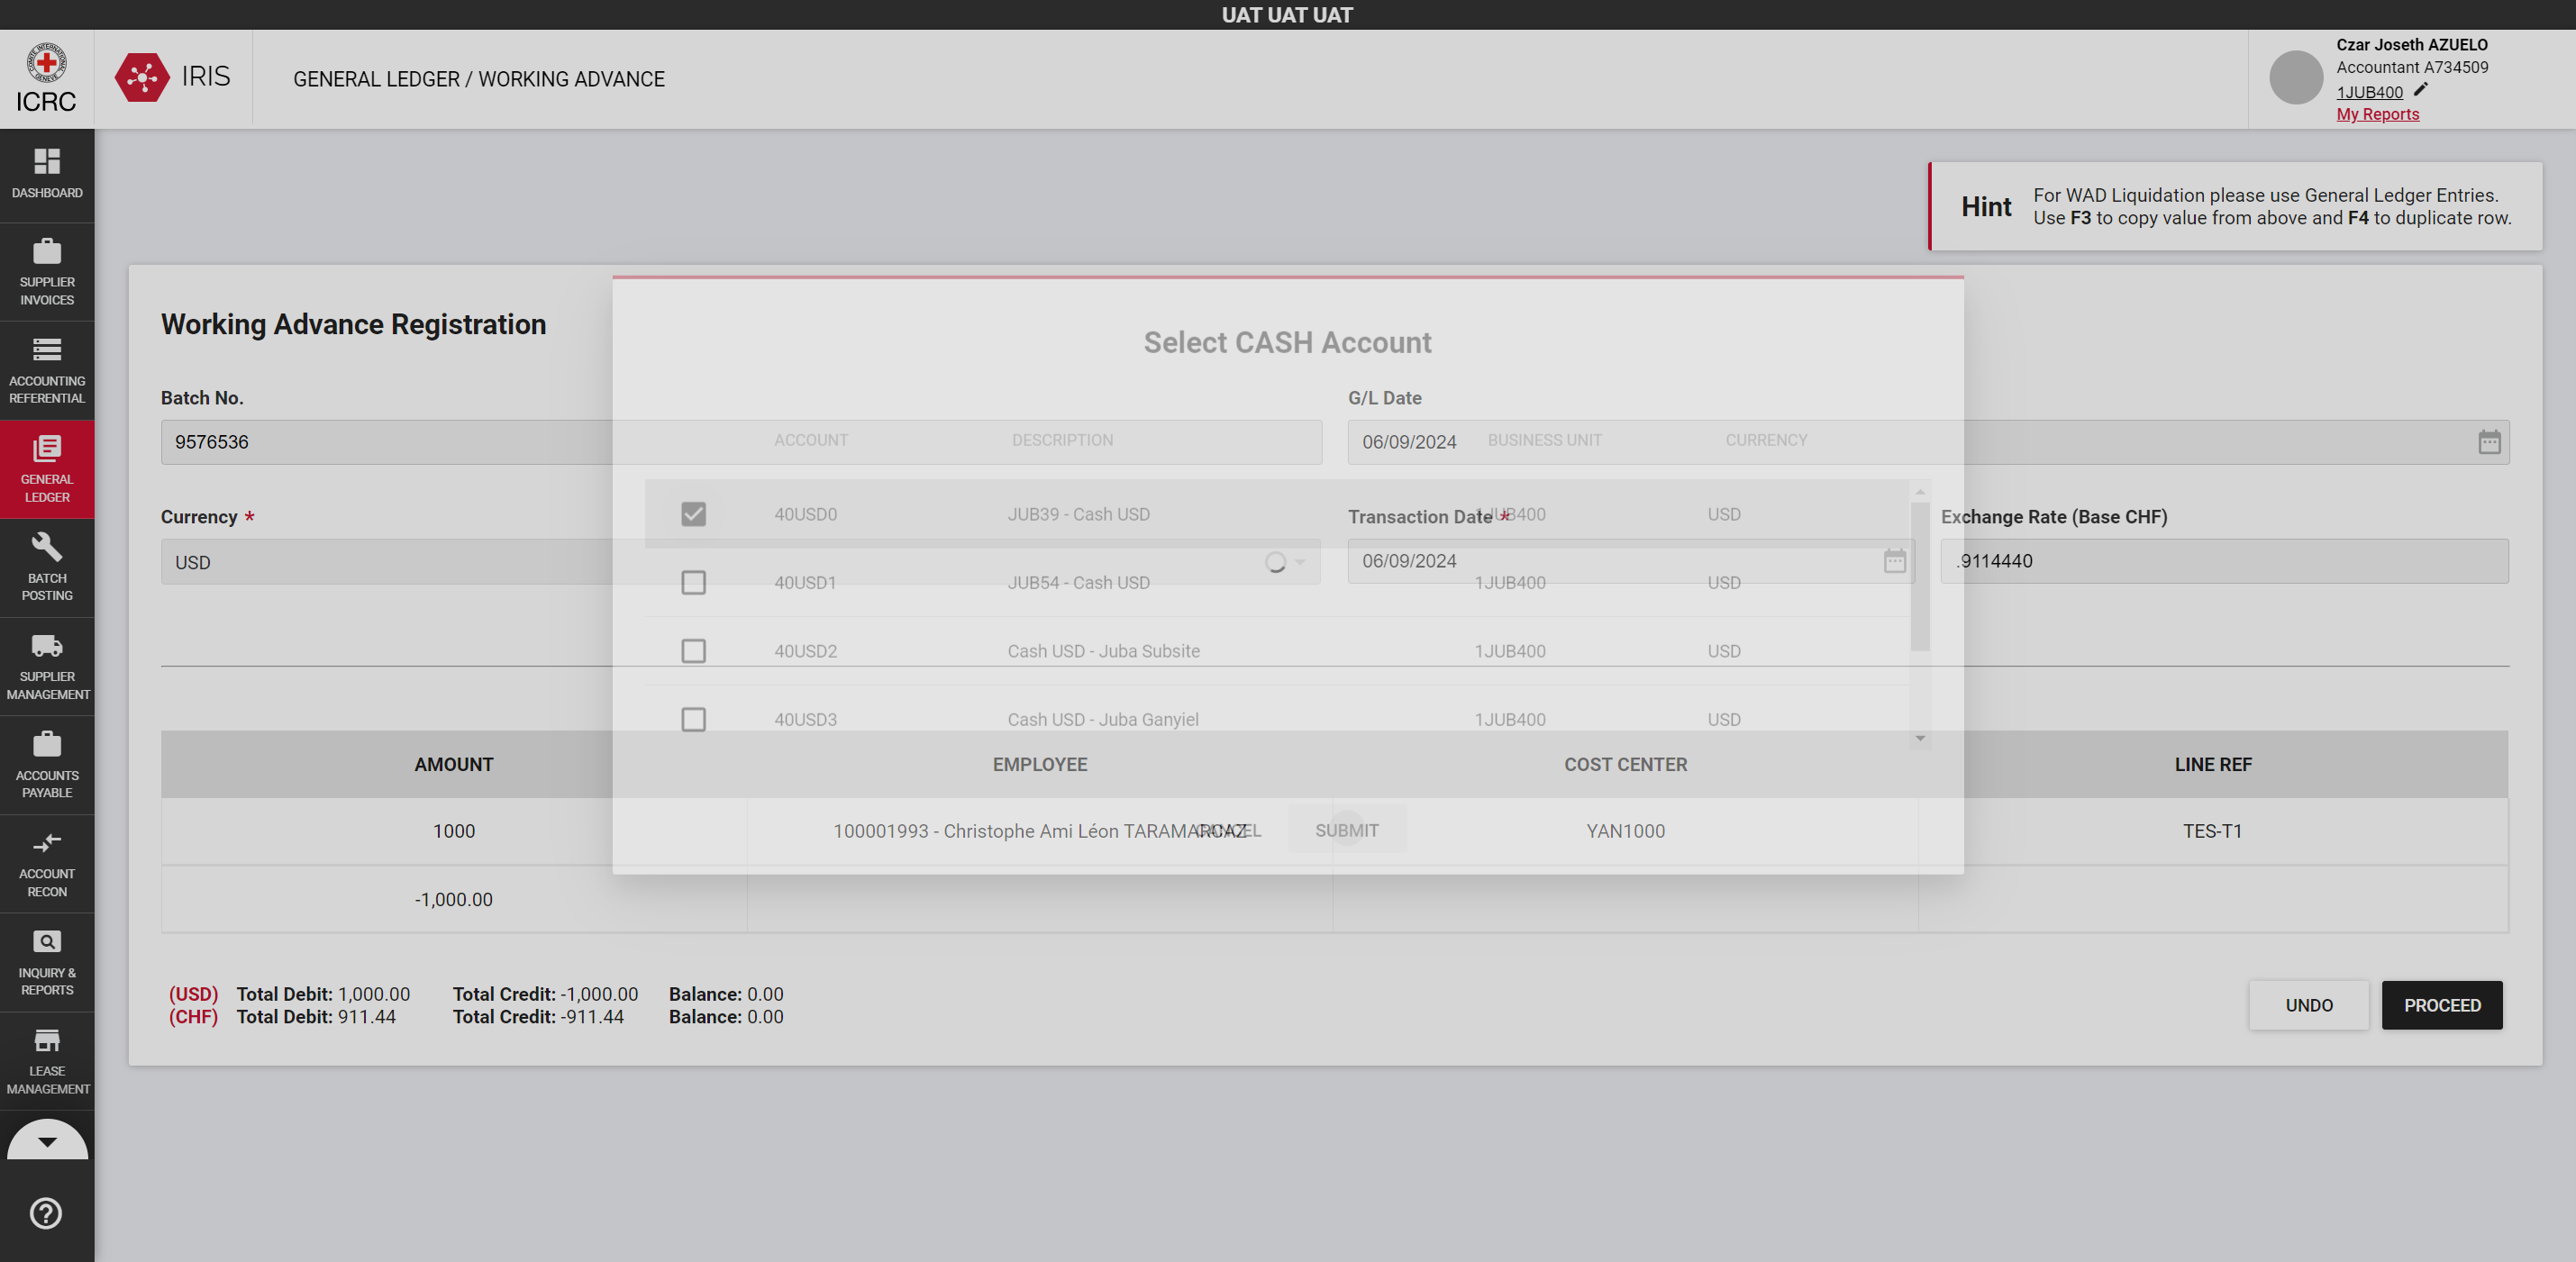 UAT UAT UAT
ICRC
IRIS
GENERAL LEDGER / WORKING ADVANCE
Czar Joseth AZUELO
Accountant A734509
1JUB400
My Reports
DASHBOARD
SUPPLIER
INVOICES
ACCOUNTING
REFERENTIAL
GENERAL
LEDGER
BATCH
POSTING
SUPPLIER
MANAGEMENT
ACCOUNTS
PAYABLE
ACCOUNT
RECON
INQUIRY &
REPORTS
LEASE
MANAGEMENT
Hint
For WAD Liquidation please use General Ledger Entries.
Use F3 to copy value from above and F4 to duplicate row.
Working Advance Registration
Select CASH Account
Batch No.
G/L Date
9576536
06/09/2024
ACCOUNT DESCRIPTION BUSINESS UNIT CURRENCY
40USD0 JUB39 - Cash USD 1JUB400 USD
Currency *
Transaction Date *
Exchange Rate (Base CHF)
USD
06/09/2024
.9114440
40USD1 JUB54 - Cash USD 1JUB400 USD
40USD2 Cash USD - Juba Subsite 1JUB400 USD
40USD3 Cash USD - Juba Ganyiel 1JUB400 USD
AMOUNT EMPLOYEE COST CENTER LINE REF
1000 100001993 - Christophe Ami Léon TARAMARCAZ YAN1000 TES-T1
CANCEL SUBMIT
-1,000.00
(USD) Total Debit: 1,000.00 Total Credit: -1,000.00 Balance: 0.00
(CHF) Total Debit: 911.44 Total Credit: -911.44 Balance: 0.00
UNDO
PROCEED